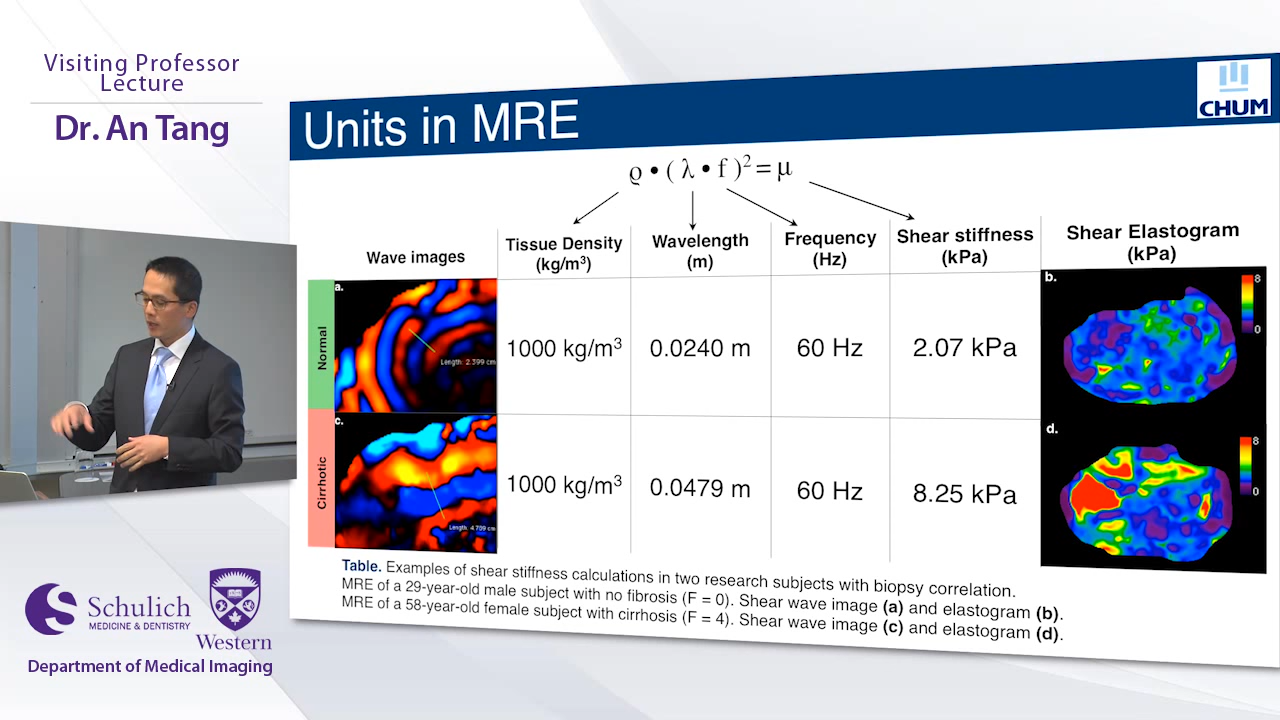 Visiting Professor
Lecture
Dr. An Tang
Units in MRE
CHUM
ϱ • ( λ • f )² = μ
Wave images
Tissue Density
(kg/m³)
Wavelength
(m)
Frequency
(Hz)
Shear stiffness
(kPa)
Shear Elastogram
(kPa)
Normal
a.
Length: 2.399 cm
1000 kg/m³
0.0240 m
60 Hz
2.07 kPa
b.
8
0
Cirrhotic
c.
Length: 4.789 cm
1000 kg/m³
0.0479 m
60 Hz
8.25 kPa
d.
8
0
Table. Examples of shear stiffness calculations in two research subjects with biopsy correlation.
MRE of a 29-year-old male subject with no fibrosis (F = 0). Shear wave image (a) and elastogram (b).
MRE of a 58-year-old female subject with cirrhosis (F = 4). Shear wave image (c) and elastogram (d).
Schulich
MEDICINE & DENTISTRY
Western
Department of Medical Imaging